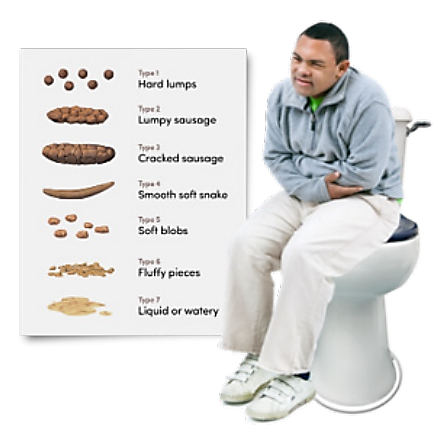 Type 1
Hard lumps
Type 2
Lumpy sausage
Type 3
Cracked sausage
Type 4
Smooth soft snake
Type 5
Soft blobs
Type 6
Fluffy pieces
Type 7
Liquid or watery